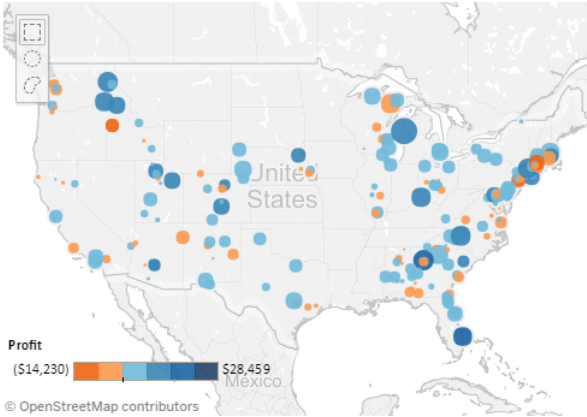 United
States
Profit
($14,230) $28,459
México
© OpenStreetMap contributors